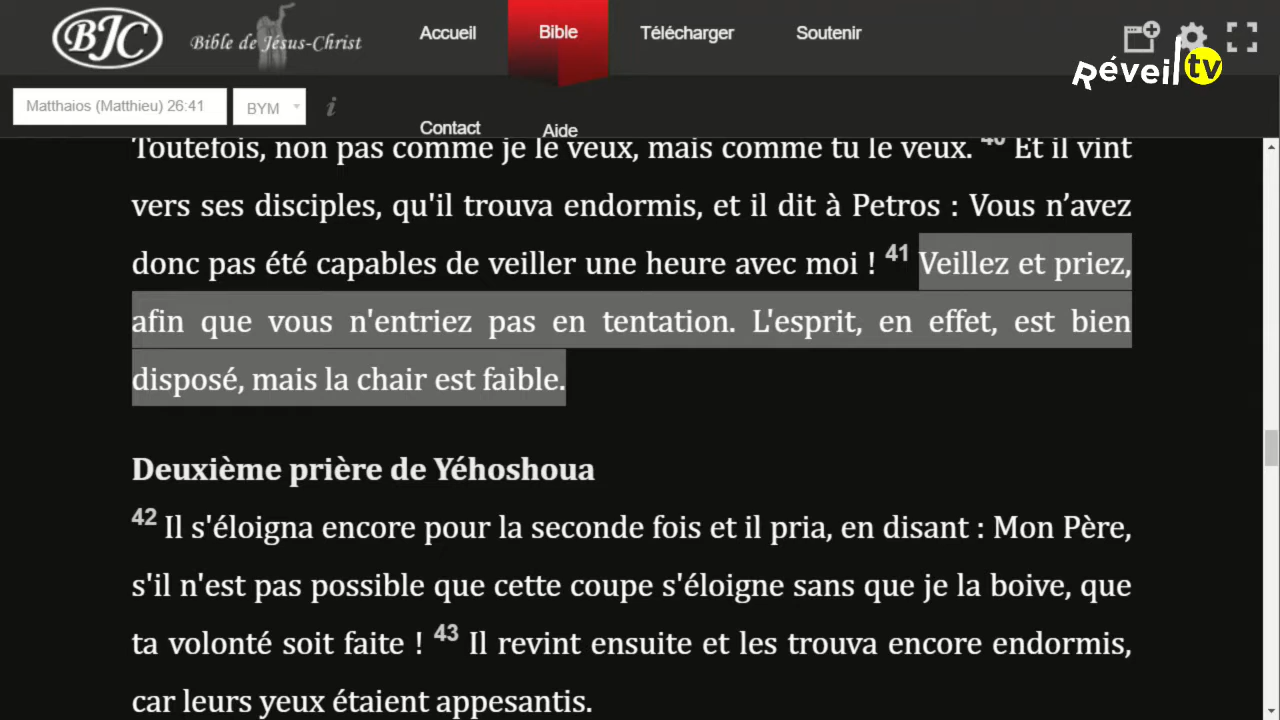 BJC
Bible de Jésus-Christ
Accueil
Bible
Télécharger
Soutenir
Réveil tv
Matthaios (Matthieu) 26:41
BYM
i
Contact
Aide
Toutefois, non pas comme je le veux, mais comme tu le veux. 40 Et il vint
vers ses disciples, qu'il trouva endormis, et il dit à Petros : Vous n’avez
donc pas été capables de veiller une heure avec moi ! 41 Veillez et priez,
afin que vous n'entriez pas en tentation. L'esprit, en effet, est bien
disposé, mais la chair est faible.
Deuxième prière de Yéhoshoua
42 Il s'éloigna encore pour la seconde fois et il pria, en disant : Mon Père,
s'il n'est pas possible que cette coupe s'éloigne sans que je la boive, que
ta volonté soit faite ! 43 Il revint ensuite et les trouva encore endormis,
car leurs yeux étaient appesantis.